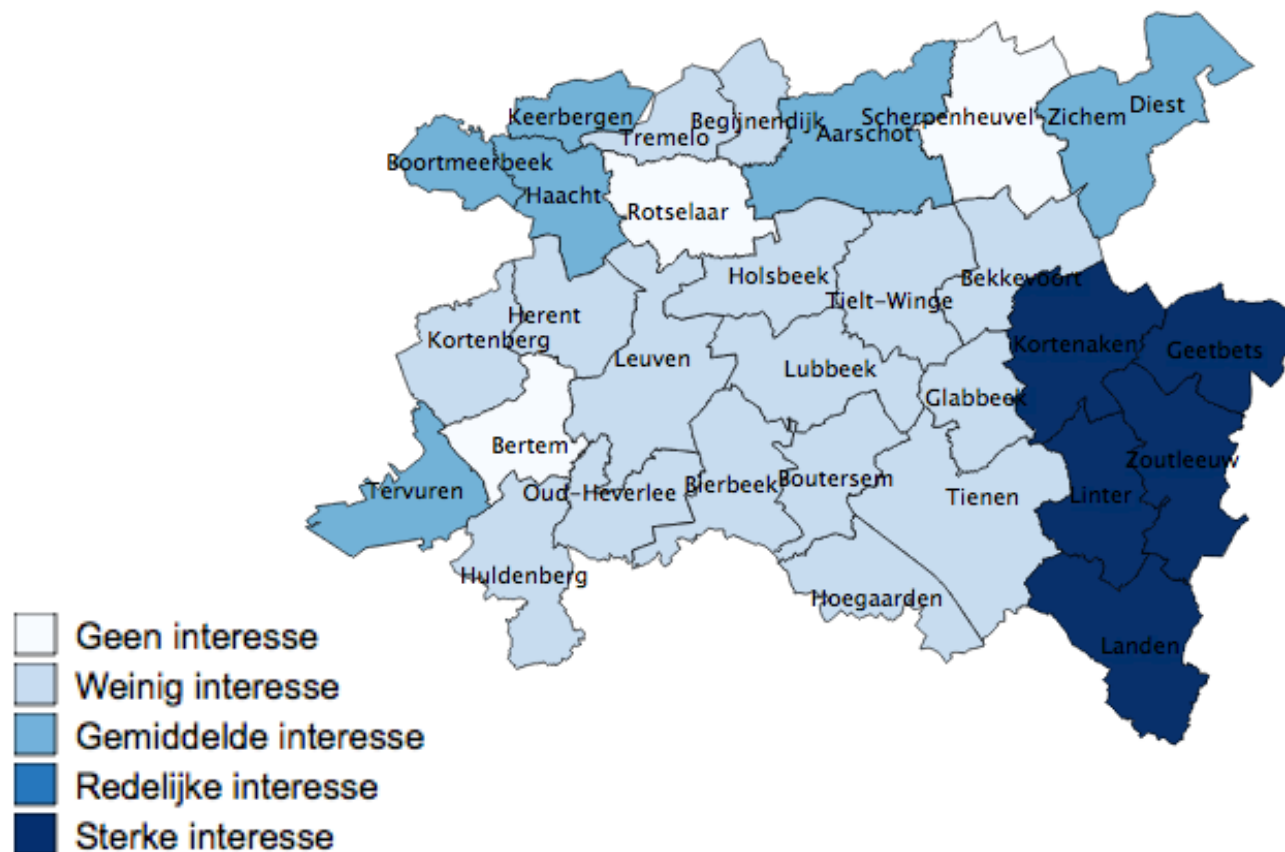 Diest
Scherpenheuvel-Zichem
Keerbergen
Begijnendijk
Aarschot
Tremelo
Boortmeerbeek
Haacht
Rotselaar
Holsbeek
Bekkevoort
Tielt-Winge
Herent
Kortenberg
Kortenaken
Geetbets
Leuven
Lubbeek
Glabbeek
Bertem
Zoutleeuw
Tervuren
Oud-Heverlee
Bierbeek
Boutersem
Tienen
Linter
Huldenberg
Hoegaarden
Landen
Geen interesse
Weinig interesse
Gemiddelde interesse
Redelijke interesse
Sterke interesse